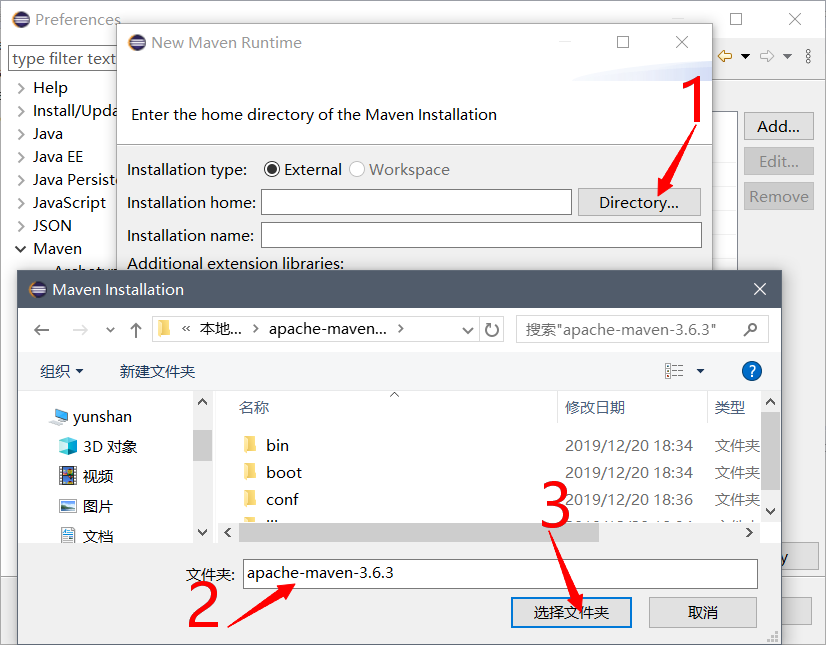 Preferences
New Maven Runtime
type filter text
Enter the home directory of the Maven Installation
1
Help
Install/Upda
Java
Java EE
Java Persist
JavaScript
JSON
Maven
Add...
Edit...
Remove
Installation type: External Workspace
Installation home: Directory...
Installation name:
Additional extension libraries:
Maven Installation
« 本地... > apache-maven... >
搜索"apache-maven-3.6.3"
组织 新建文件夹
?
yunshan
3D 对象
视频
图片
文档
名称 修改日期 类型
bin 2019/12/20 18:34 文件夹
boot 2019/12/20 18:34 文件夹
conf 2019/12/20 18:36 文件夹
3
文件夹: apache-maven-3.6.3
2
选择文件夹 取消
y